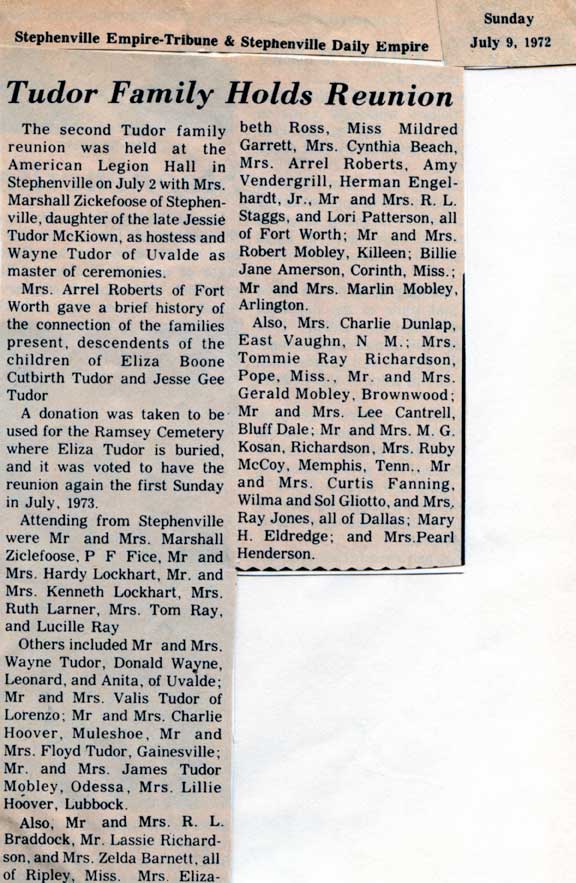 Stephenville Empire-Tribune & Stephenville Daily Empire
Sunday
July 9, 1972
Tudor Family Holds Reunion
The second Tudor family
reunion was held at the
American Legion Hall in
Stephenville on July 2 with Mrs.
Marshall Zickefoose of Stephen-
ville, daughter of the late Jessie
Tudor McKiown, as hostess and
Wayne Tudor of Uvalde as
master of ceremonies.
Mrs. Arrel Roberts of Fort
Worth gave a brief history of
the connection of the families
present, descendents of the
children of Eliza Boone
Cutbirth Tudor and Jesse Gee
Tudor
A donation was taken to be
used for the Ramsey Cemetery
where Eliza Tudor is buried,
and it was voted to have the
reunion again the first Sunday
in July, 1973.
Attending from Stephenville
were Mr and Mrs. Marshall
Ziclefoose, P F Fice, Mr and
Mrs. Hardy Lockhart, Mr. and
Mrs. Kenneth Lockhart, Mrs.
Ruth Larner, Mrs. Tom Ray,
and Lucille Ray
Others included Mr and Mrs.
Wayne Tudor, Donald Wayne,
Leonard, and Anita, of Uvalde;
Mr and Mrs. Valis Tudor of
Lorenzo; Mr and Mrs. Charlie
Hoover, Muleshoe, Mr and
Mrs. Floyd Tudor, Gainesville;
Mr. and Mrs. James Tudor
Mobley, Odessa, Mrs. Lillie
Hoover, Lubbock.
Also, Mr and Mrs. R. L.
Braddock, Mr. Lassie Richard-
son, and Mrs. Zelda Barnett, all
of Ripley, Miss. Mrs. Eliza-
beth Ross, Miss Mildred
Garrett, Mrs. Cynthia Beach,
Mrs. Arrel Roberts, Amy
Vendergrill, Herman Engel-
hardt, Jr., Mr and Mrs. R. L.
Staggs, and Lori Patterson, all
of Fort Worth; Mr and Mrs.
Robert Mobley, Killeen; Billie
Jane Amerson, Corinth, Miss.;
Mr and Mrs. Marlin Mobley,
Arlington.
Also, Mrs. Charlie Dunlap,
East Vaughn, N M.; Mrs.
Tommie Ray Richardson,
Pope, Miss., Mr. and Mrs.
Gerald Mobley, Brownwood;
Mr and Mrs. Lee Cantrell,
Bluff Dale; Mr and Mrs. M. G.
Kosan, Richardson, Mrs. Ruby
McCoy, Memphis, Tenn., Mr
and Mrs. Curtis Fanning,
Wilma and Sol Gliotto, and Mrs.
Ray Jones, all of Dallas; Mary
H. Eldredge; and Mrs.Pearl
Henderson.